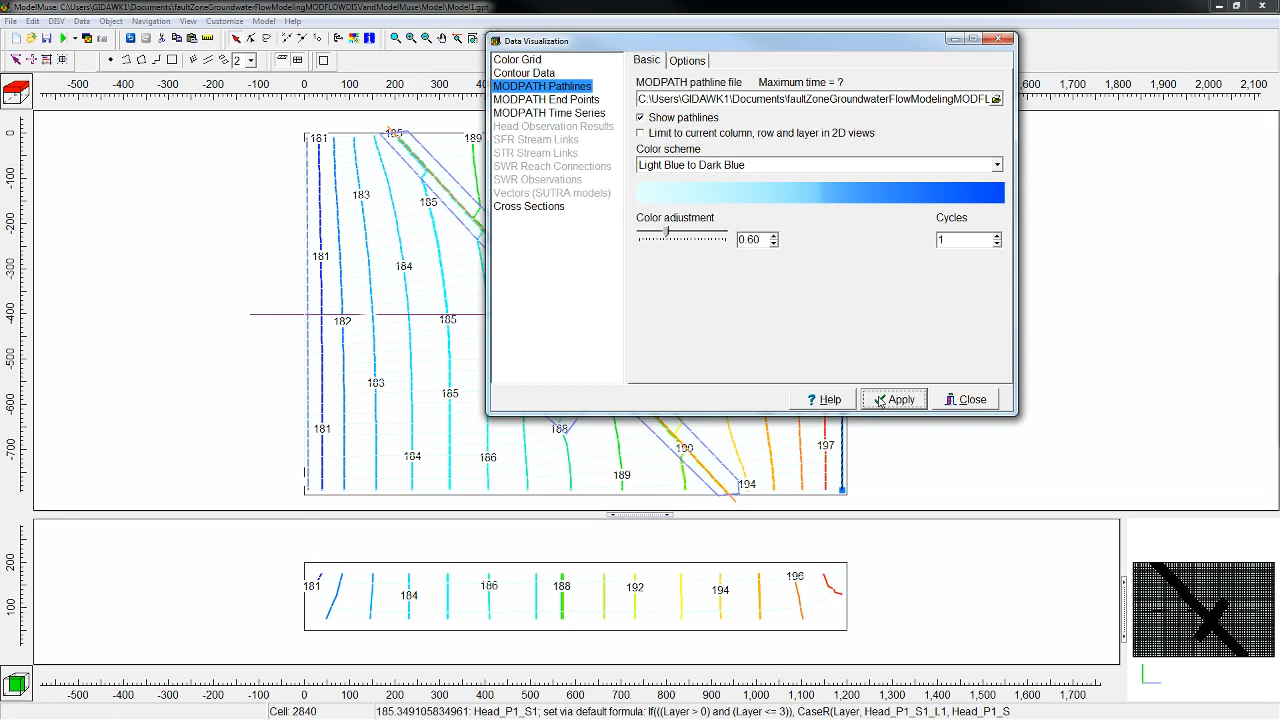 ModelMuse: C:\Users\GIDAWK1\Documents\faultZoneGroundwaterFlowModelingMODFLOWDISVandModelMuse\Model\Model1.gpt
File Edit DISV Data Object Navigation View Customize Model Help
2
-500 -400 -300 -200 -100 0 100 200 300 400 1,100 1,200 1,300 1,400 1,500 1,600 1,700 1,800 1,900 2,000 2,100
Data Visualization
Color Grid
Contour Data
MODPATH Pathlines
MODPATH End Points
MODPATH Time Series
Head Observation Results
SFR Stream Links
STR Stream Links
SWR Reach Connections
SWR Observations
Vectors (SUTRA models)
Cross Sections
Basic Options
MODPATH pathline file Maximum time = ?
C:\Users\GIDAWK1\Documents\faultZoneGroundwaterFlowModelingMODFL
Show pathlines
Limit to current column, row and layer in 2D views
Color scheme
Light Blue to Dark Blue
Color adjustment Cycles
0.60 1
? Help Apply Close
0
-100
-200
-300
-400
-500
-600
-700
181 185 189
183 185
181 184
182 185
183 185
181 188
184 186 190 197
189 194
200
100
181 184 186 188 192 194 196
-500 -400 -300 -200 -100 0 100 200 300 400 500 600 700 800 900 1,000 1,100 1,200 1,300 1,400 1,500 1,600 1,700
Cell: 2840 185.349105834961: Head_P1_S1; set via default formula: If(((Layer > 0) and (Layer <= 3)), CaseR(Layer, Head_P1_S1_L1, Head_P1_S